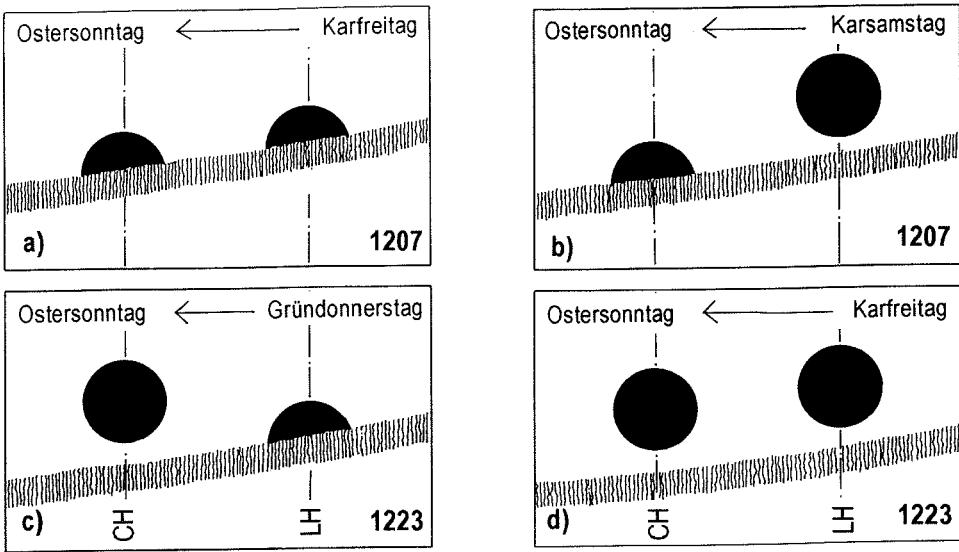 Ostersonntag Karfreitag
a) 1207
Ostersonntag Karsamstag
b) 1207
Ostersonntag Gründonnerstag
c) CH LH 1223
Ostersonntag Karfreitag
d) CH LH 1223